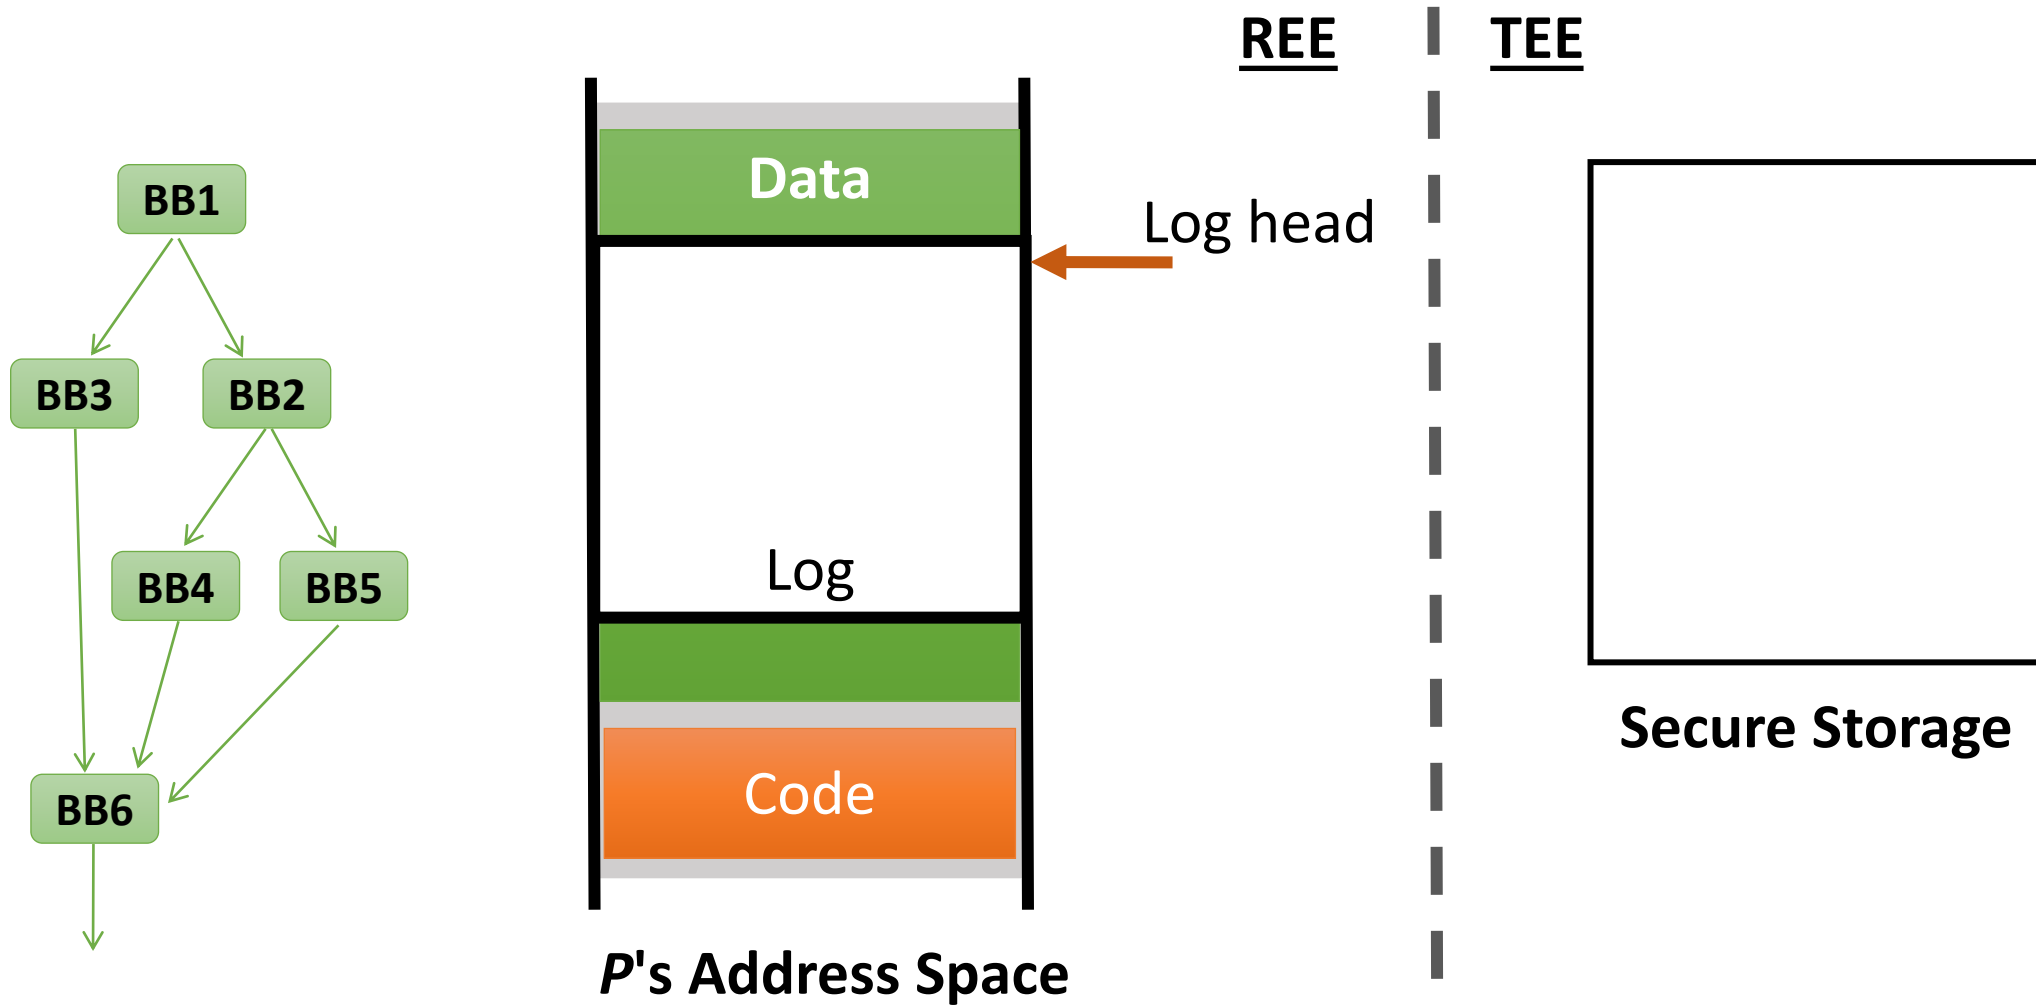 REE
TEE
Data
BB1
Log head
BB3
BB2
Log
BB4
BB5
Secure Storage
Code
BB6
P's Address Space